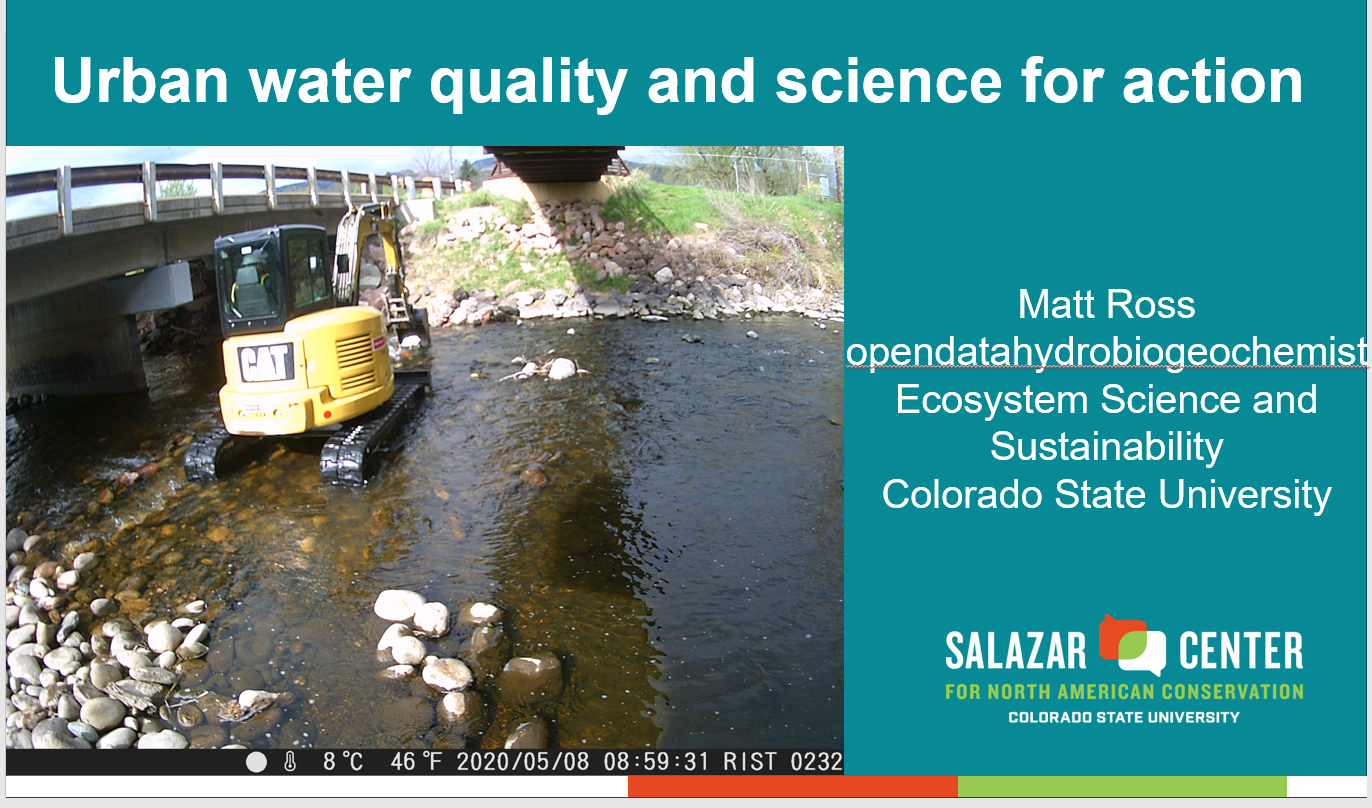 Urban water quality and science for action
CAT
Matt Ross
opendatahydrobiogeochemist
Ecosystem Science and
Sustainability
Colorado State University
SALAZAR CENTER
FOR NORTH AMERICAN CONSERVATION
COLORADO STATE UNIVERSITY
8°C 46°F 2020/05/08 08:59:31 RIST 0232